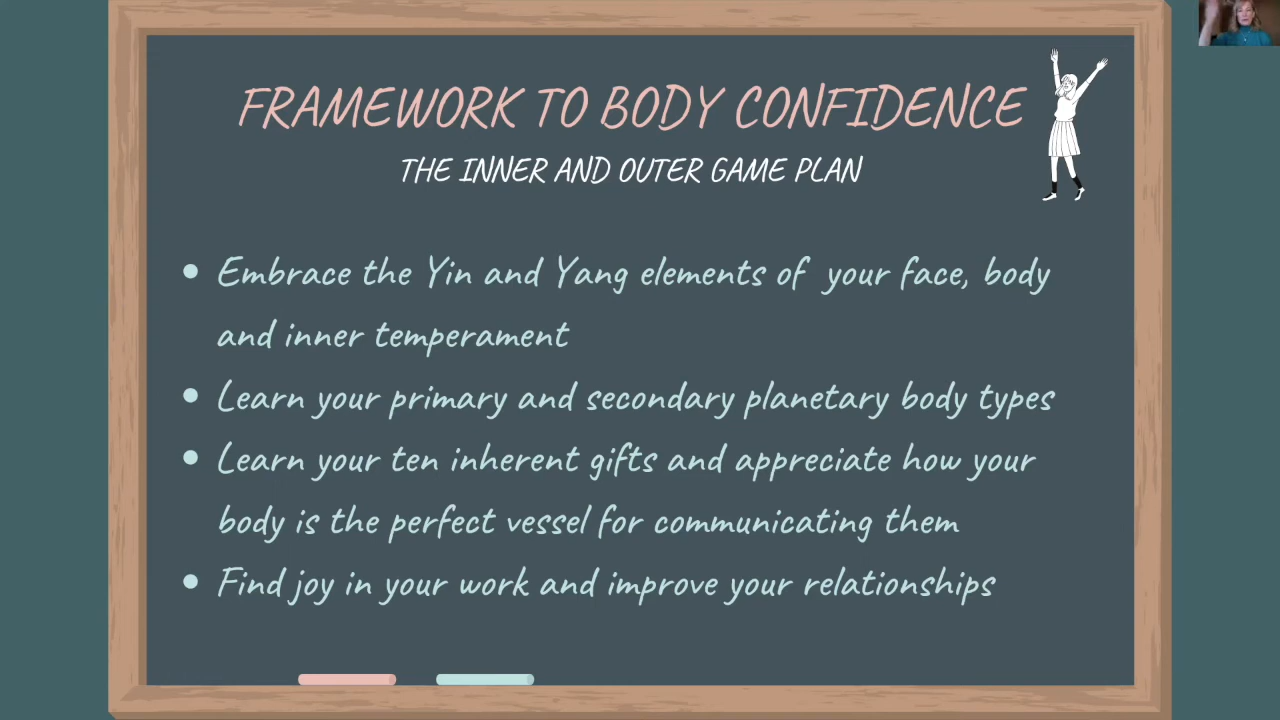 FRAMEWORK TO BODY CONFIDENCE
THE INNER AND OUTER GAME PLAN
• Embrace the Yin and Yang elements of your face, body
and inner temperament
• Learn your primary and secondary planetary body types
• Learn your ten inherent gifts and appreciate how your
body is the perfect vessel for communicating them
• Find joy in your work and improve your relationships